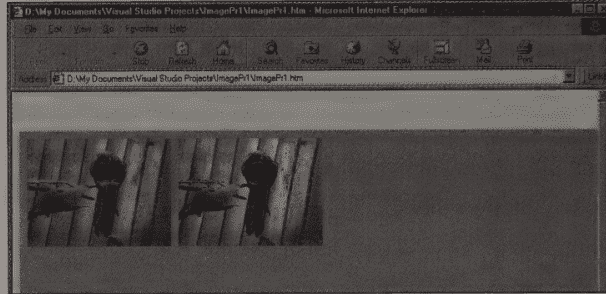 D:\My Documents\Visual Studio Projects\ImagePr1\ImagePr1.htm - Microsoft Internet Explorer
File Edit View Go Favorites Help
Stop Refresh Home Search Favorites History Channels Fullscreen Mail Print
Address D:\My Documents\Visual Studio Projects\ImagePr1\ImagePr1.htm Links